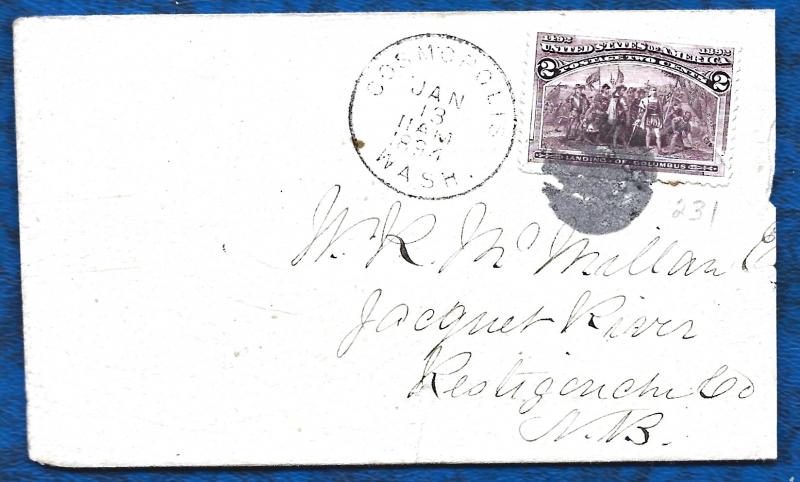 COSMOPOLIS
JAN
13
11AM
1894
WASH.
1492 1892
UNITED STATES OF AMERICA
POSTAGE TWO CENTS
2 2
LANDING OF COLUMBUS
231
W. R. McMillan
Jacquet River
Restigouche Co
N.B.